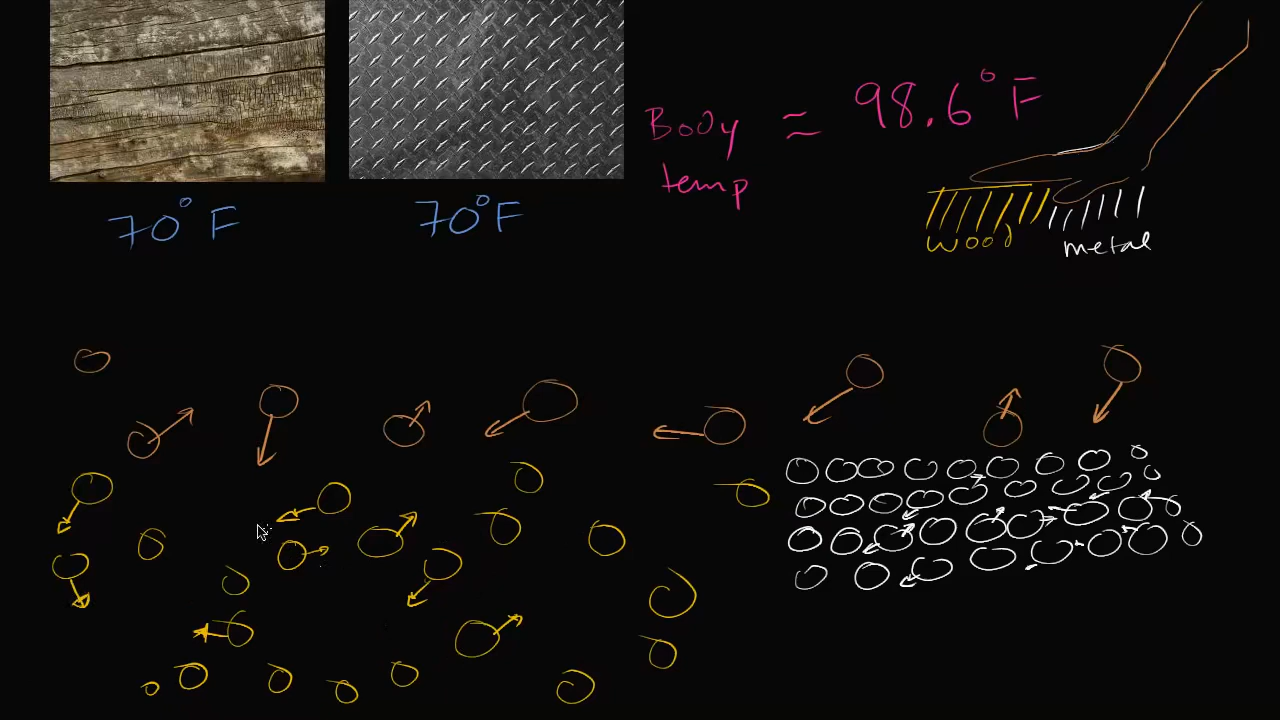 70° F
70° F
Body temp ≈ 98.6° F
wood
metal